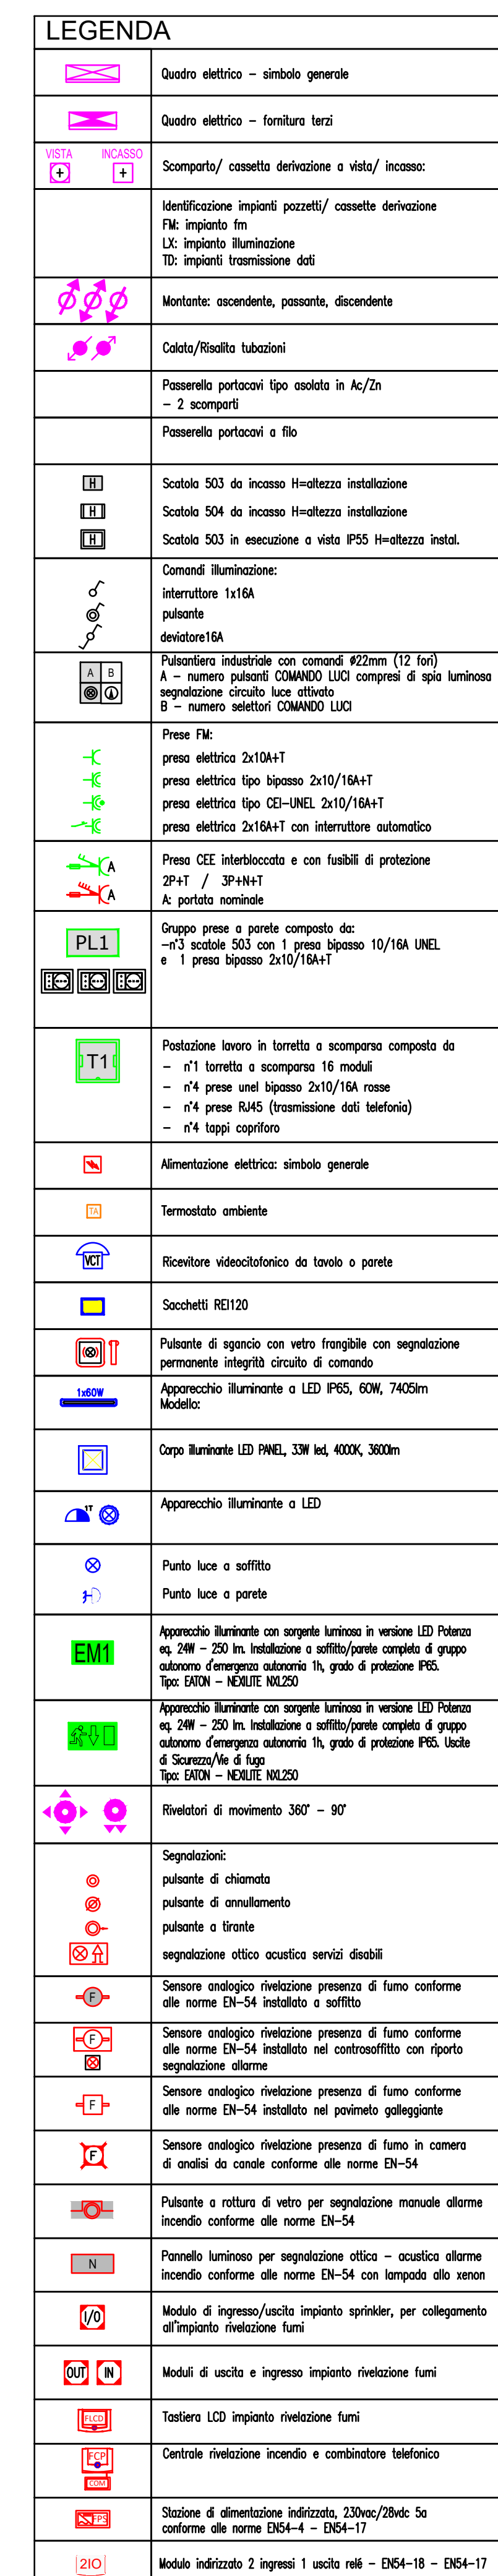 LEGENDA
Quadro elettrico – simbolo generale
Quadro elettrico – fornitura terzi
VISTA INCASSO
Scomparto/ cassetta derivazione a vista/ incasso:
Identificazione impianti pozzetti/ cassette derivazione
FM: impianto fm
LX: impianto illuminazione
TD: impianti trasmissione dati
Montante: ascendente, passante, discendente
Calata/Risalita tubazioni
Passerella portacavi tipo asolata in Ac/Zn
– 2 scomparti
Passerella portacavi a filo
H Scatola 503 da incasso H=altezza installazione
H Scatola 504 da incasso H=altezza installazione
H Scatola 503 in esecuzione a vista IP55 H=altezza instal.
Comandi illuminazione:
interruttore 1x16A
pulsante
deviatore16A
A B
Pulsantiera industriale con comandi ø22mm (12 fori)
A – numero pulsanti COMANDO LUCI compresi di spia luminosa
segnalazione circuito luce attivato
B – numero selettori COMANDO LUCI
Prese FM:
presa elettrica 2x10A+T
presa elettrica tipo bipasso 2x10/16A+T
presa elettrica tipo CEI–UNEL 2x10/16A+T
presa elettrica 2x16A+T con interruttore automatico
A
A
Presa CEE interbloccata e con fusibili di protezione
2P+T / 3P+N+T
A: portata nominale
PL1
Gruppo prese a parete composto da:
–n°3 scatole 503 con 1 presa bipasso 10/16A UNEL
e 1 presa bipasso 2x10/16A+T
T1
Postazione lavoro in torretta a scomparsa composta da
– n°1 torretta a scomparsa 16 moduli
– n°4 prese unel bipasso 2x10/16A rosse
– n°4 prese RJ45 (trasmissione dati telefonia)
– n°4 tappi copriforo
Alimentazione elettrica: simbolo generale
TA Termostato ambiente
VCT Ricevitore videocitofonico da tavolo o parete
Sacchetti REI120
Pulsante di sgancio con vetro frangibile con segnalazione
permanente integrità circuito di comando
1x60W
Apparecchio illuminante a LED IP65, 60W, 7405lm
Modello:
Corpo illuminante LED PANEL, 33W led, 4000K, 3600lm
1T
Apparecchio illuminante a LED
Punto luce a soffitto
Punto luce a parete
EM1
Apparecchio illuminante con sorgente luminosa in versione LED Potenza
eq. 24W – 250 lm. Installazione a soffitto/parete completa di gruppo
autonomo d'emergenza autonomia 1h, grado di protezione IP65.
Tipo: EATON – NEXILITE NXL250
Apparecchio illuminante con sorgente luminosa in versione LED Potenza
eq. 24W – 250 lm. Installazione a soffitto/parete completa di gruppo
autonomo d'emergenza autonomia 1h, grado di protezione IP65. Uscite
di Sicurezza/Vie di fuga
Tipo: EATON – NEXILITE NXL250
Rivelatori di movimento 360° – 90°
Segnalazioni:
pulsante di chiamata
pulsante di annullamento
pulsante a tirante
segnalazione ottico acustica servizi disabili
F
Sensore analogico rivelazione presenza di fumo conforme
alle norme EN–54 installato a soffitto
F
Sensore analogico rivelazione presenza di fumo conforme
alle norme EN–54 installato nel controsoffitto con riporto
segnalazione allarme
F
Sensore analogico rivelazione presenza di fumo conforme
alle norme EN–54 installato nel pavimeto galleggiante
F
Sensore analogico rivelazione presenza di fumo in camera
di analisi da canale conforme alle norme EN–54
Pulsante a rottura di vetro per segnalazione manuale allarme
incendio conforme alle norme EN–54
N
Pannello luminoso per segnalazione ottica – acustica allarme
incendio conforme alle norme EN–54 con lampada allo xenon
I/O
Modulo di ingresso/uscita impianto sprinkler, per collegamento
all'impianto rivelazione fumi
OUT IN Moduli di uscita e ingresso impianto rivelazione fumi
FLCD Tastiera LCD impianto rivelazione fumi
FCP
COM
Centrale rivelazione incendio e combinatore telefonico
FPS
Stazione di alimentazione indirizzata, 230vac/28vdc 5a
conforme alle norme EN54–4 – EN54–17
2IO Modulo indirizzato 2 ingressi 1 uscita relé – EN54–18 – EN54–17